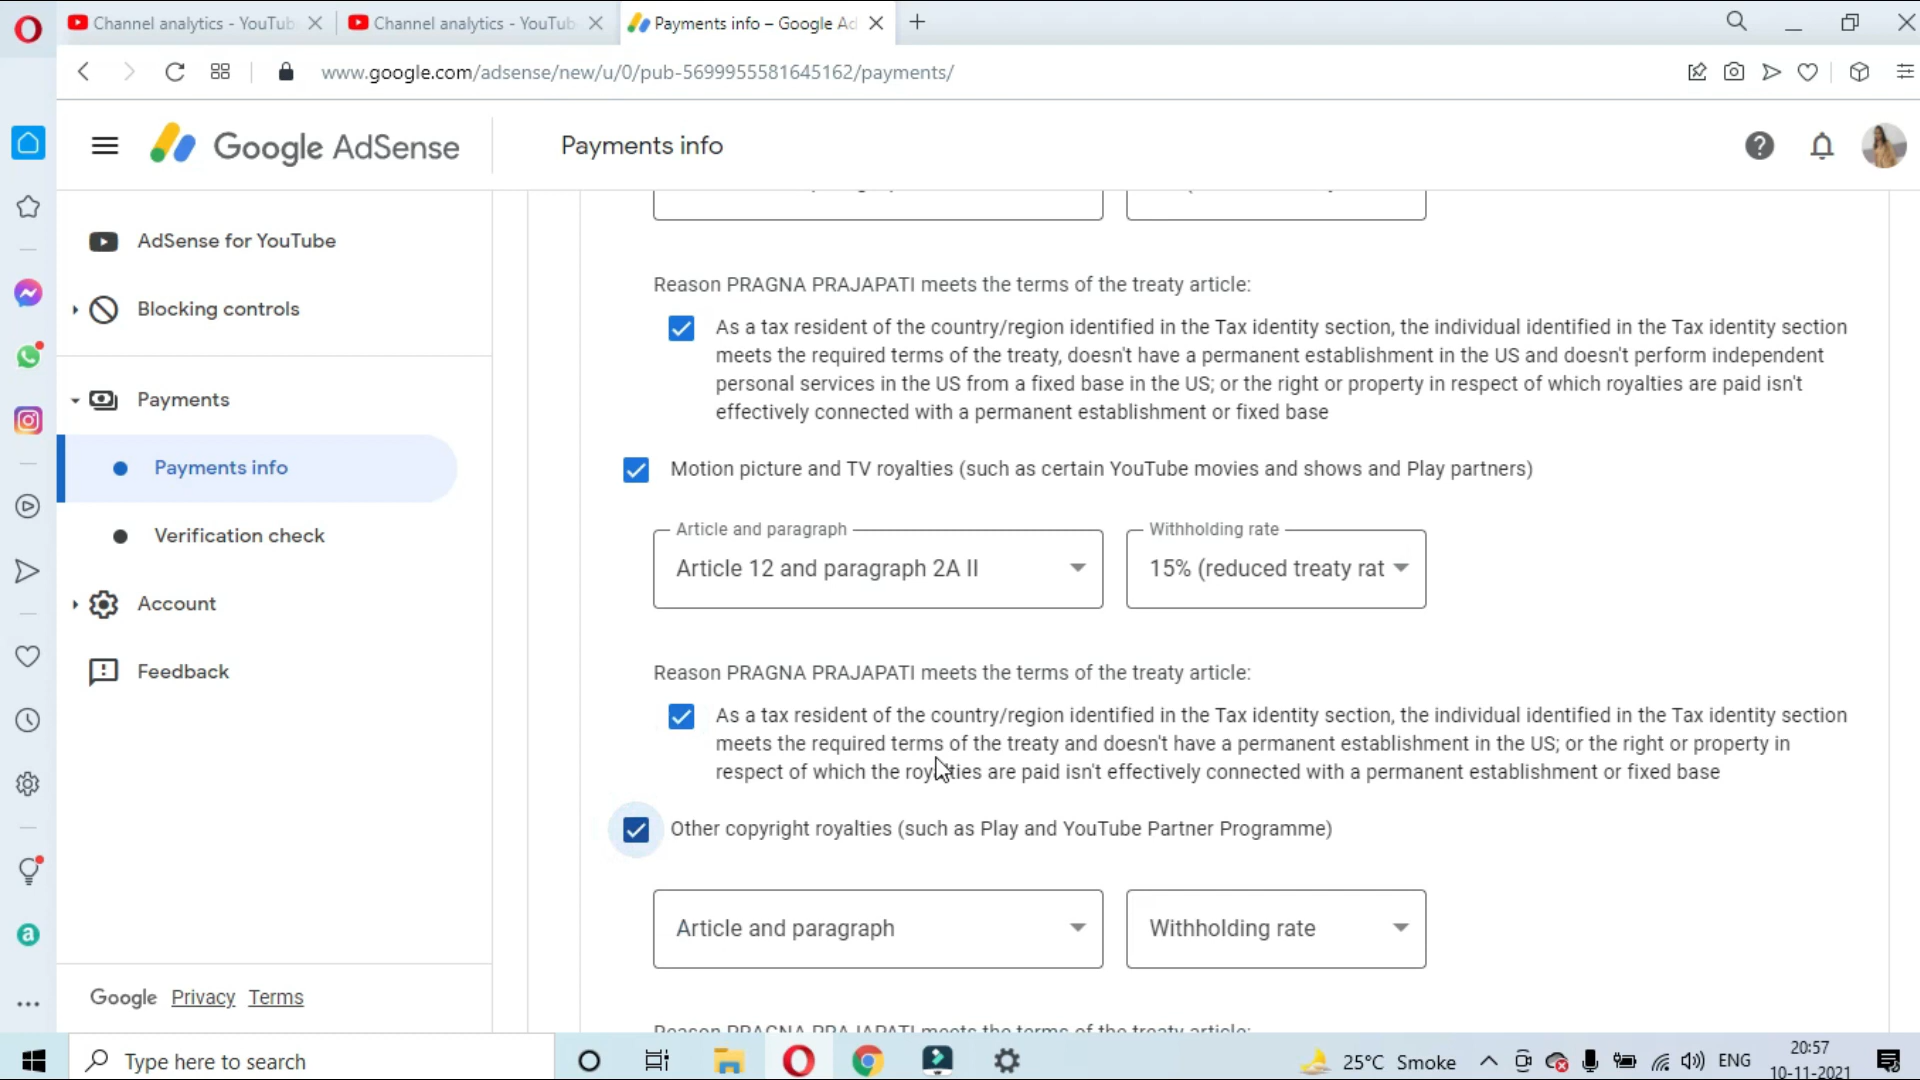 Channel analytics - YouTub
Channel analytics - YouTub
Payments info – Google Ad
www.google.com/adsense/new/u/0/pub-5699955581645162/payments/
Google AdSense
Payments info
AdSense for YouTube
Blocking controls
Payments
Payments info
Verification check
Account
Feedback
Google Privacy Terms
Reason PRAGNA PRAJAPATI meets the terms of the treaty article:
As a tax resident of the country/region identified in the Tax identity section, the individual identified in the Tax identity section
meets the required terms of the treaty, doesn't have a permanent establishment in the US and doesn't perform independent
personal services in the US from a fixed base in the US; or the right or property in respect of which royalties are paid isn't
effectively connected with a permanent establishment or fixed base
Motion picture and TV royalties (such as certain YouTube movies and shows and Play partners)
Article and paragraph
Withholding rate
Article 12 and paragraph 2A II
15% (reduced treaty rat
Reason PRAGNA PRAJAPATI meets the terms of the treaty article:
As a tax resident of the country/region identified in the Tax identity section, the individual identified in the Tax identity section
meets the required terms of the treaty and doesn't have a permanent establishment in the US; or the right or property in
respect of which the royalties are paid isn't effectively connected with a permanent establishment or fixed base
Other copyright royalties (such as Play and YouTube Partner Programme)
Article and paragraph
Withholding rate
Reason PRAGNA PRAJAPATI meets the terms of the treaty article:
Type here to search
25°C Smoke
ENG
20:57
10-11-2021